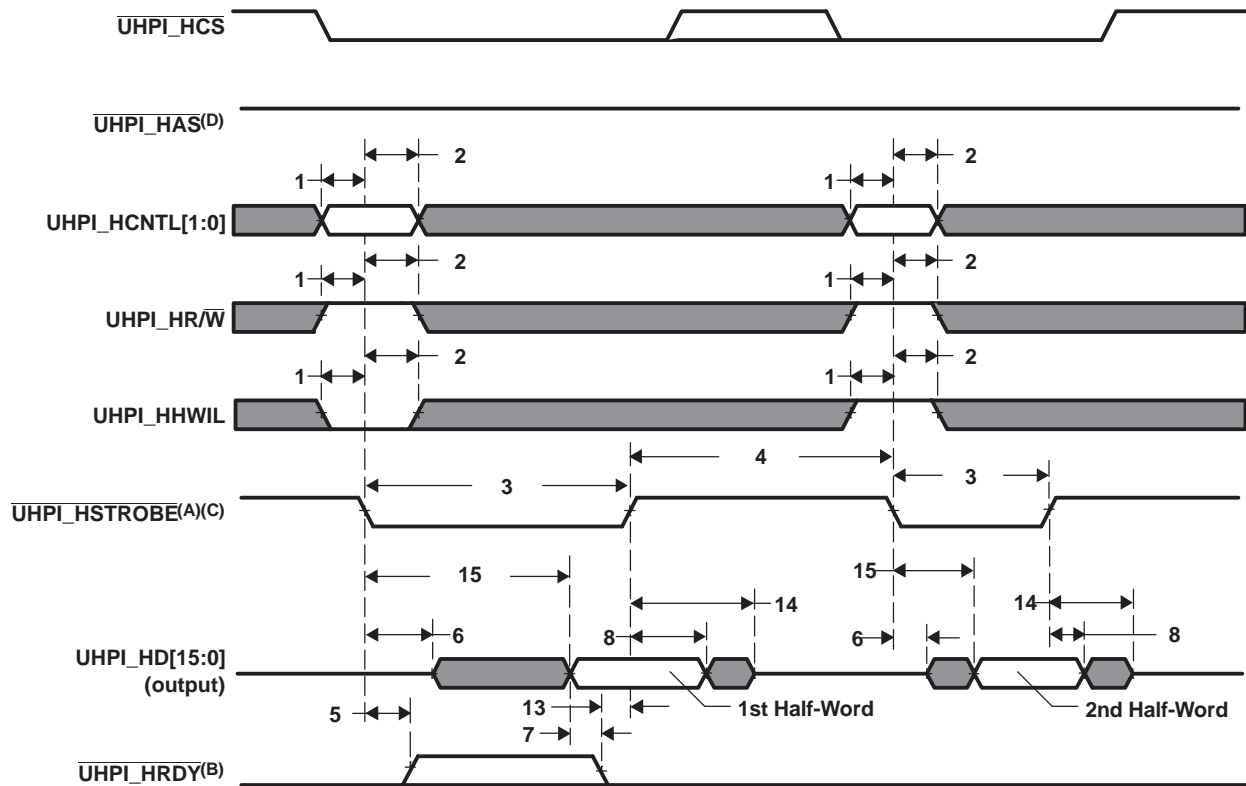 UHPI_HCS
UHPI_HAS(D)
2
2
1
1
UHPI_HCNTL[1:0]
2
2
1
1
UHPI_HR/W
2
2
1
1
UHPI_HHWIL
4
3
3
UHPI_HSTROBE(A)(C)
15
15
14
14
6
8
6
8
UHPI_HD[15:0]
(output)
13
1st Half-Word
2nd Half-Word
5
7
UHPI_HRDY(B)